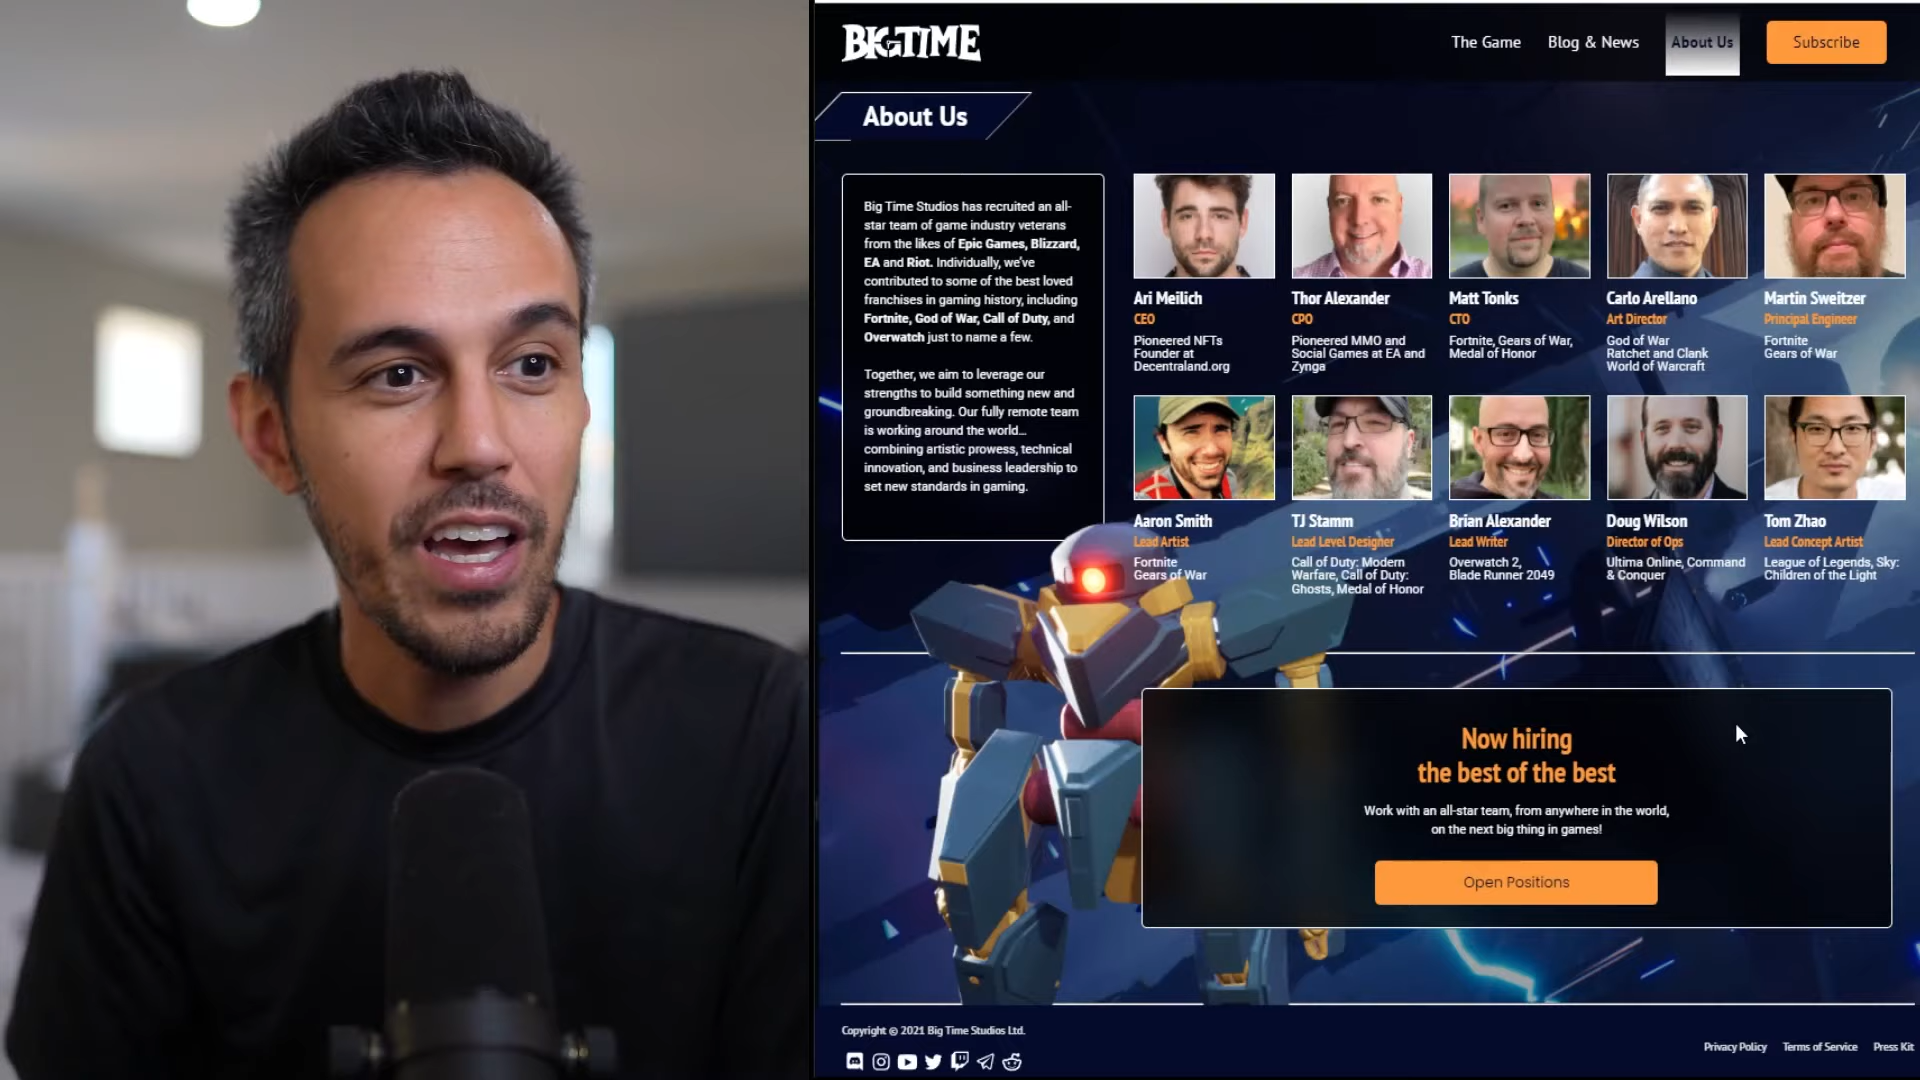 BIG TIME
The Game
Blog & News
About Us
Subscribe
About Us
Big Time Studios has recruited an all-
star team of game industry veterans
from the likes of Epic Games, Blizzard,
EA and Riot. Individually, we've
contributed to some of the best loved
franchises in gaming history, including
Fortnite, God of War, Call of Duty, and
Overwatch just to name a few.
Together, we aim to leverage our
strengths to build something new and
groundbreaking. Our fully remote team
is working around the world...
combining artistic prowess, technical
innovation, and business leadership to
set new standards in gaming.
Ari Meilich
CEO
Pioneered NFTs
Founder at
Decentraland.org
Thor Alexander
CPO
Pioneered MMO and
Social Games at EA and
Zynga
Matt Tonks
CTO
Fortnite, Gears of War,
Medal of Honor
Carlo Arellano
Art Director
God of War
Ratchet and Clank
World of Warcraft
Martin Sweitzer
Principal Engineer
Fortnite
Gears of War
Aaron Smith
Lead Artist
Fortnite
Gears of War
TJ Stamm
Lead Level Designer
Call of Duty: Modern
Warfare, Call of Duty:
Ghosts, Medal of Honor
Brian Alexander
Lead Writer
Overwatch 2,
Blade Runner 2049
Doug Wilson
Director of Ops
Ultima Online, Command
& Conquer
Tom Zhao
Lead Concept Artist
League of Legends, Sky:
Children of the Light
Now hiring
the best of the best
Work with an all-star team, from anywhere in the world,
on the next big thing in games!
Open Positions
Copyright © 2021 Big Time Studios Ltd.
Privacy Policy
Terms of Service
Press Kit